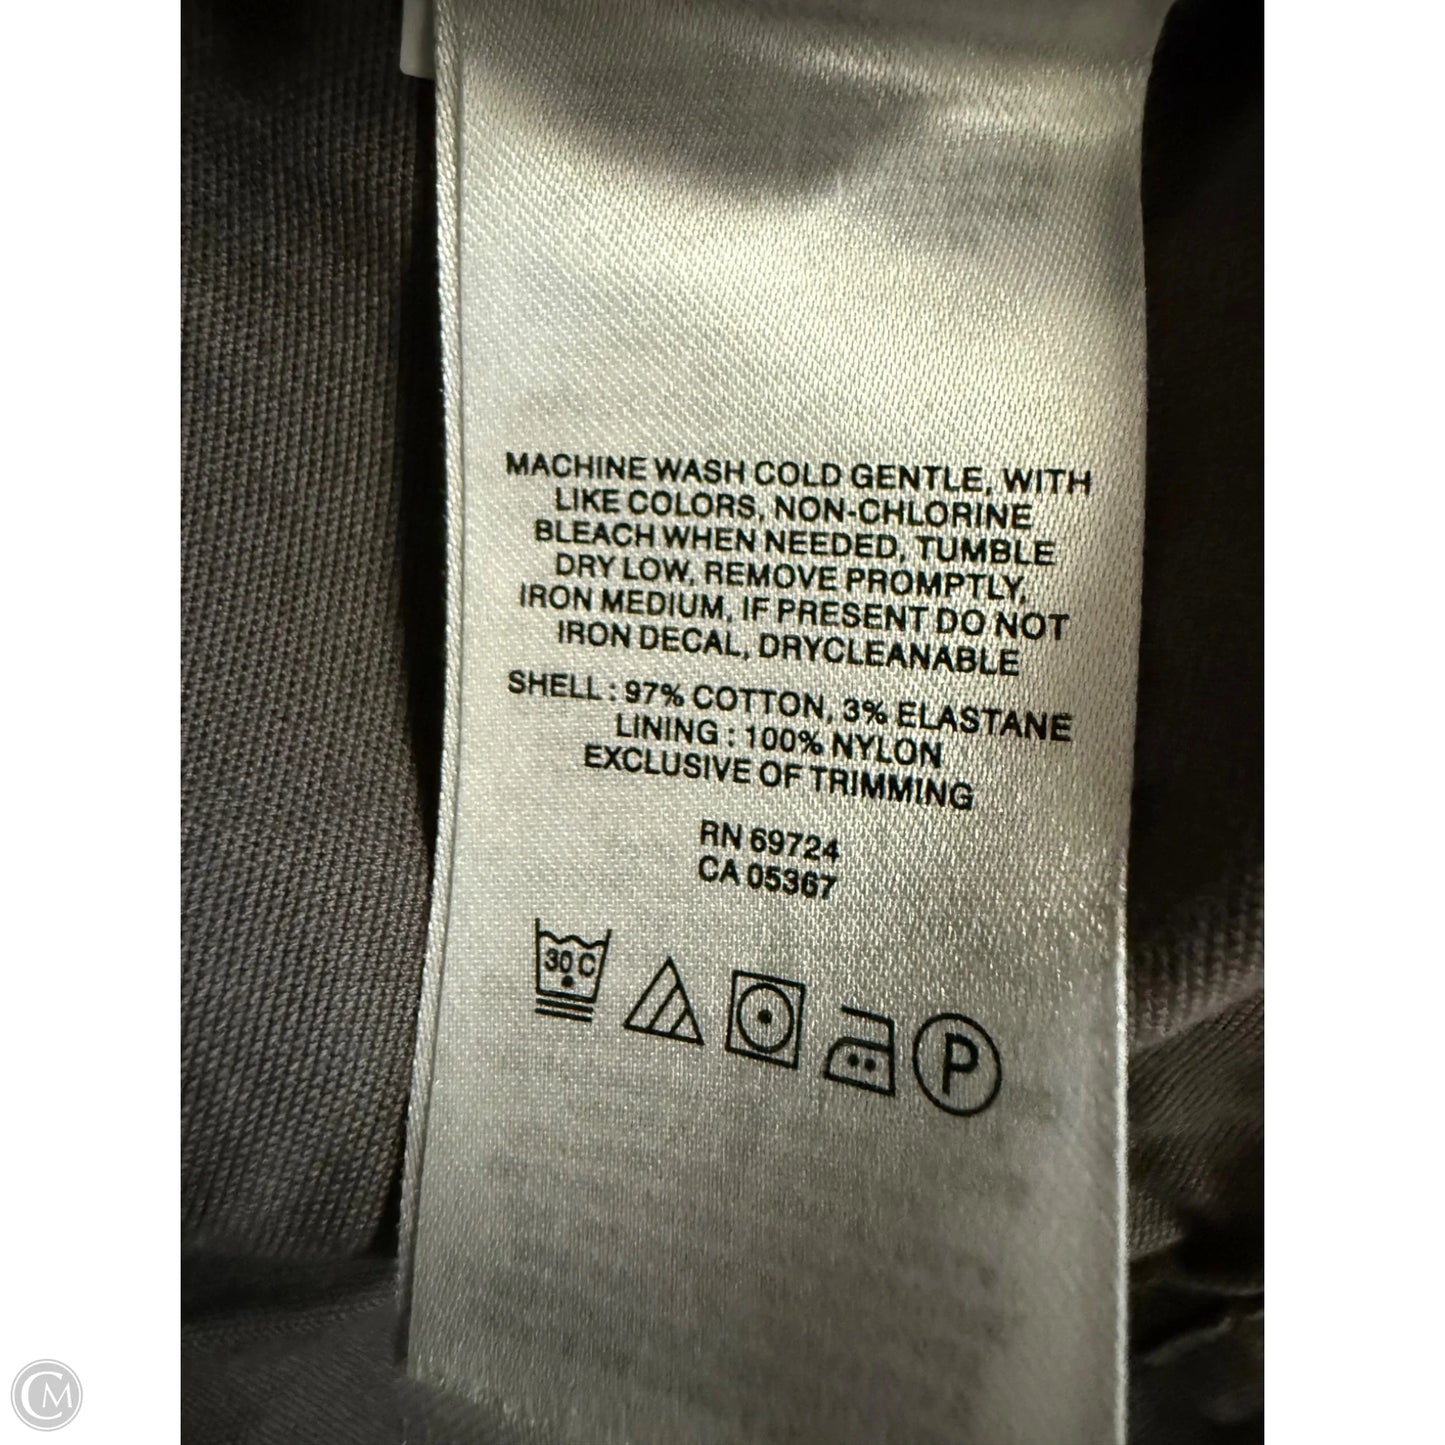 MACHINE WASH COLD GENTLE, WITH
LIKE COLORS, NON-CHLORINE
BLEACH WHEN NEEDED, TUMBLE
DRY LOW, REMOVE PROMPTLY,
IRON MEDIUM, IF PRESENT DO NOT
IRON DECAL, DRYCLEANABLE
SHELL : 97% COTTON, 3% ELASTANE
LINING : 100% NYLON
EXCLUSIVE OF TRIMMING
RN 69724
CA 05367
30 C
P
CM